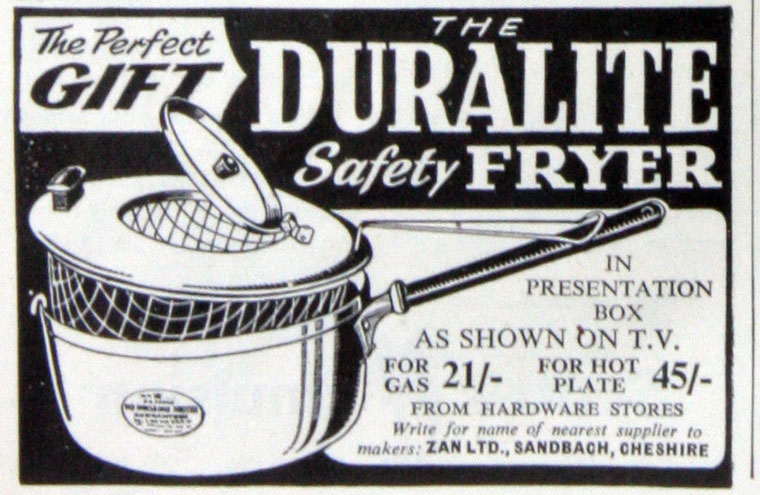 The Perfect
GIFT
THE
DURALITE
Safety FRYER
IN
PRESENTATION
BOX
AS SHOWN ON T.V.
FOR GAS 21/- FOR HOT PLATE 45/-
FROM HARDWARE STORES
Write for name of nearest supplier to
makers: ZAN LTD., SANDBACH, CHESHIRE